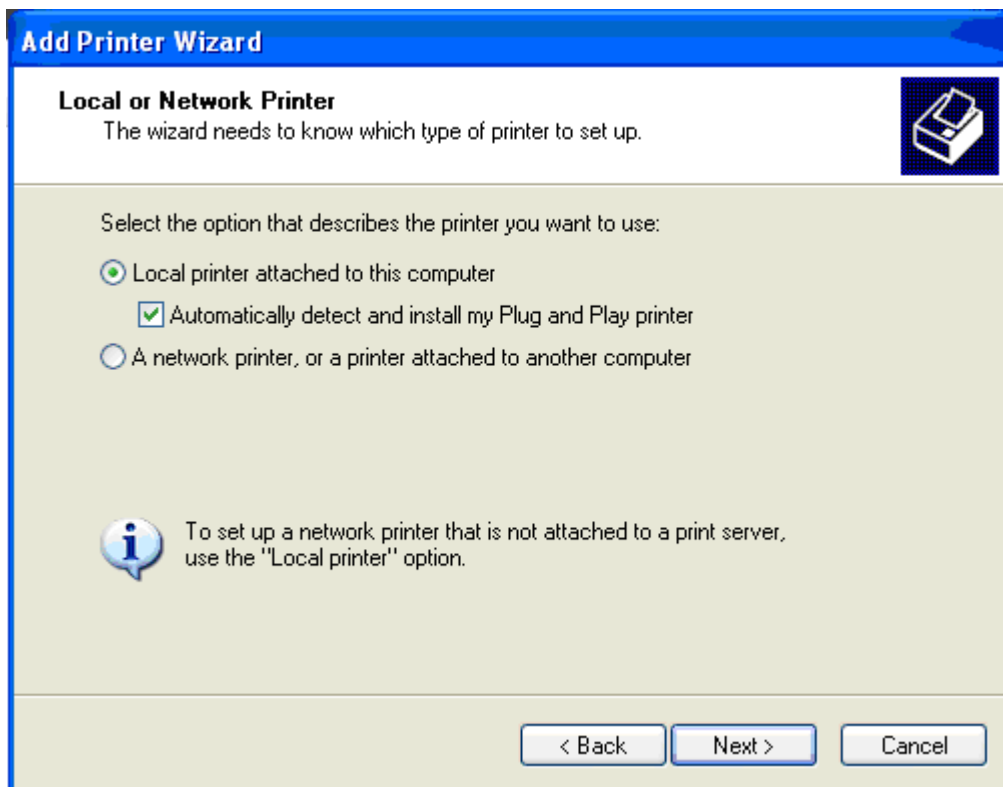 Add Printer Wizard
Local or Network Printer
The wizard needs to know which type of printer to set up.
Select the option that describes the printer you want to use:
Local printer attached to this computer
Automatically detect and install my Plug and Play printer
A network printer, or a printer attached to another computer
To set up a network printer that is not attached to a print server,
use the "Local printer" option.
< Back Next > Cancel